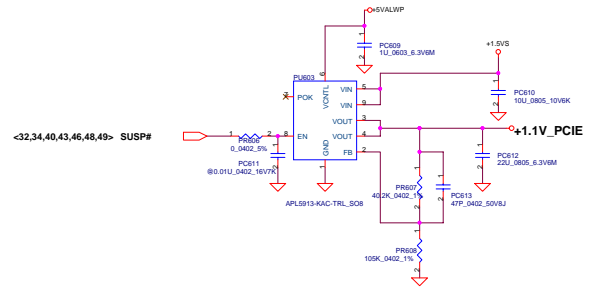 +5VALWP
PC609
1U_0603_6.3V6M
+1.5VS
PU603
6
VCNTL
7
POK
VIN
5
VIN
9
PC610
10U_0805_10V6K
<32,34,40,43,46,48,49> SUSP#
1
2
PR606
0_0402_5%
8
EN
VOUT
3
VOUT
4
+1.1V_PCIE
FB
2
GND
1
PC611
@0.01U_0402_16V7K
PC612
22U_0805_6.3V6M
APL5913-KAC-TRL_SO8
PR607
40.2K_0402_1%
PC613
47P_0402_50V8J
PR608
105K_0402_1%